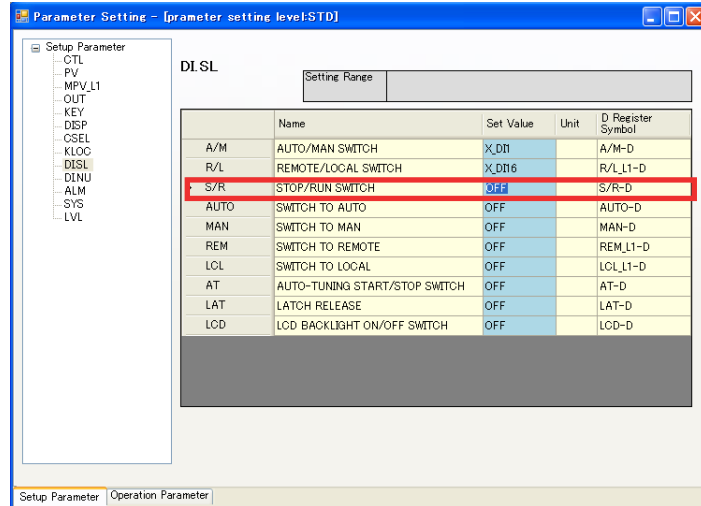 Parameter Setting - [prameter setting level:STD]
Setup Parameter
CTL
PV
MPV_L1
OUT
KEY
DISP
CSEL
KLOC
DISL
DINU
ALM
SYS
LVL
DI.SL
Setting Range
Name Set Value Unit D Register Symbol
A/M AUTO/MAN SWITCH X_DI1 A/M-D
R/L REMOTE/LOCAL SWITCH X_DI16 R/L_L1-D
S/R STOP/RUN SWITCH OFF S/R-D
AUTO SWITCH TO AUTO OFF AUTO-D
MAN SWITCH TO MAN OFF MAN-D
REM SWITCH TO REMOTE OFF REM_L1-D
LCL SWITCH TO LOCAL OFF LCL_L1-D
AT AUTO-TUNING START/STOP SWITCH OFF AT-D
LAT LATCH RELEASE OFF LAT-D
LCD LCD BACKLIGHT ON/OFF SWITCH OFF LCD-D
Setup Parameter Operation Parameter